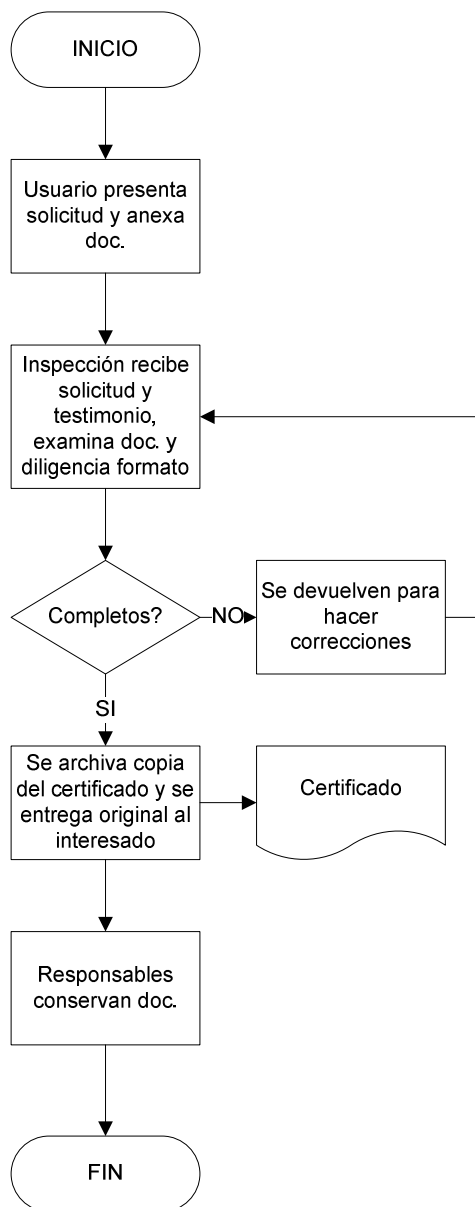 INICIO
Usuario presenta
solicitud y anexa
doc.
Inspección recibe
solicitud y
testimonio,
examina doc. y
diligencia formato
Completos?
NO
Se devuelven para
hacer
correcciones
SI
Se archiva copia
del certificado y se
entrega original al
interesado
Certificado
Responsables
conservan doc.
FIN